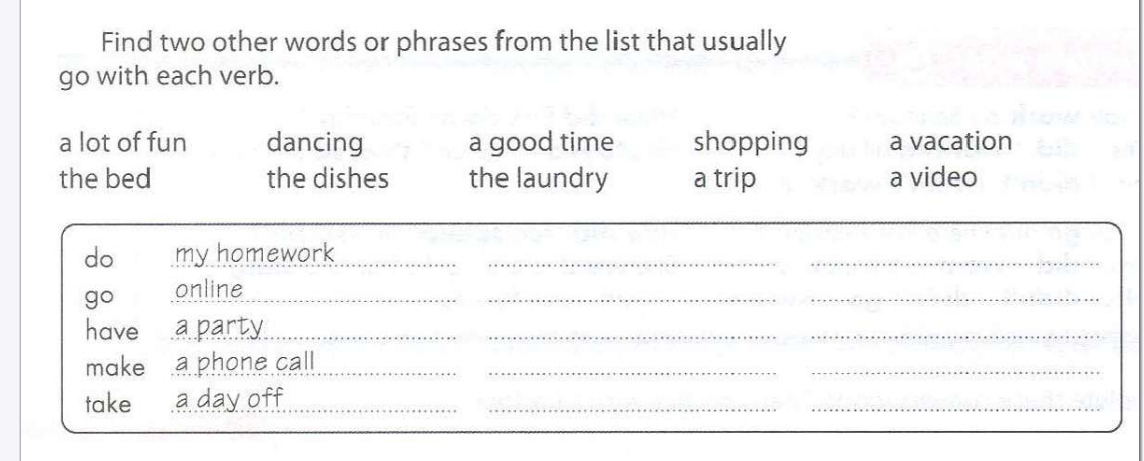 Find two other words or phrases from the list that usually
go with each verb.
a lot of fun dancing a good time shopping a vacation
the bed the dishes the laundry a trip a video
do my homework
go online
have a party
make a phone call
take a day off